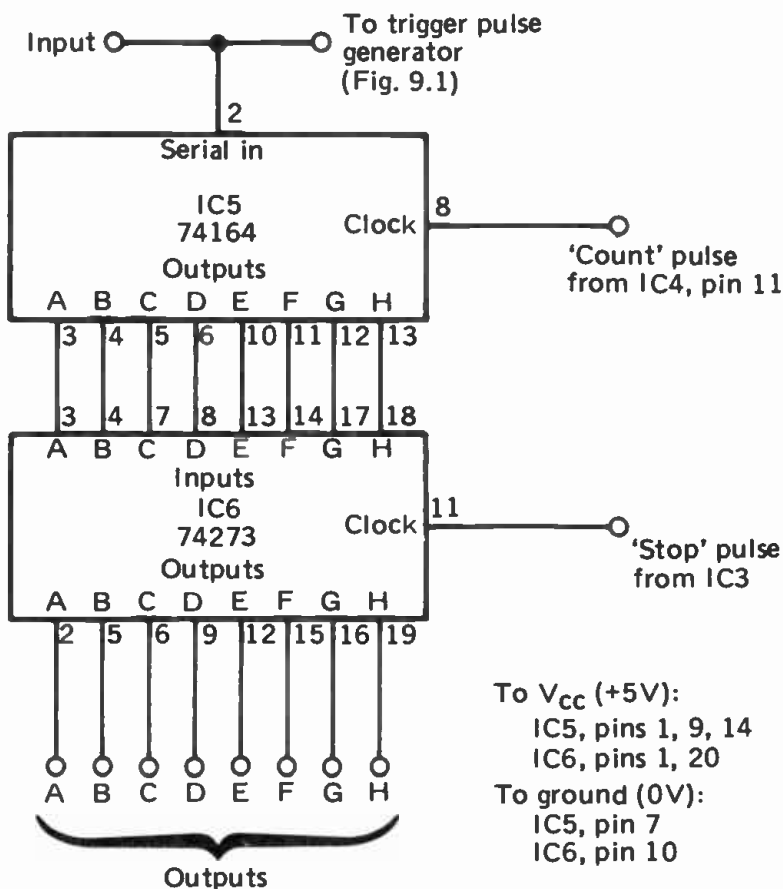 Input
To trigger pulse
generator
(Fig. 9.1)
2
Serial in
IC5
74164
Clock
8
'Count' pulse
from IC4, pin 11
Outputs
A B C D E F G H
3 4 5 6 10 11 12 13
3 4 7 8 13 14 17 18
A B C D E F G H
Inputs
IC6
74273
Clock
11
'Stop' pulse
from IC3
Outputs
A B C D E F G H
2 5 6 9 12 15 16 19
A B C D E F G H
Outputs
To VCC (+5V):
IC5, pins 1, 9, 14
IC6, pins 1, 20
To ground (0V):
IC5, pin 7
IC6, pin 10